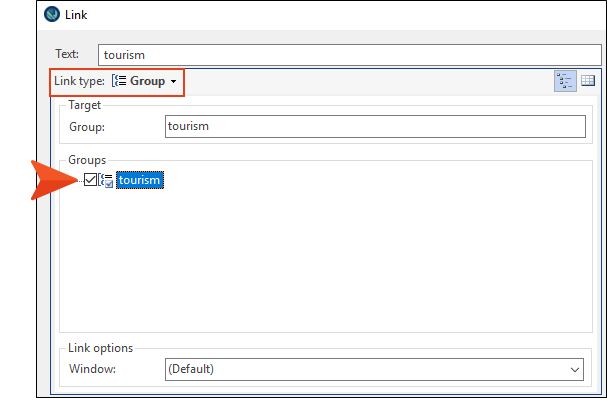 Link
Text: tourism
Link type: Group
Target
Group: tourism
Groups
tourism
Link options
Window: (Default)